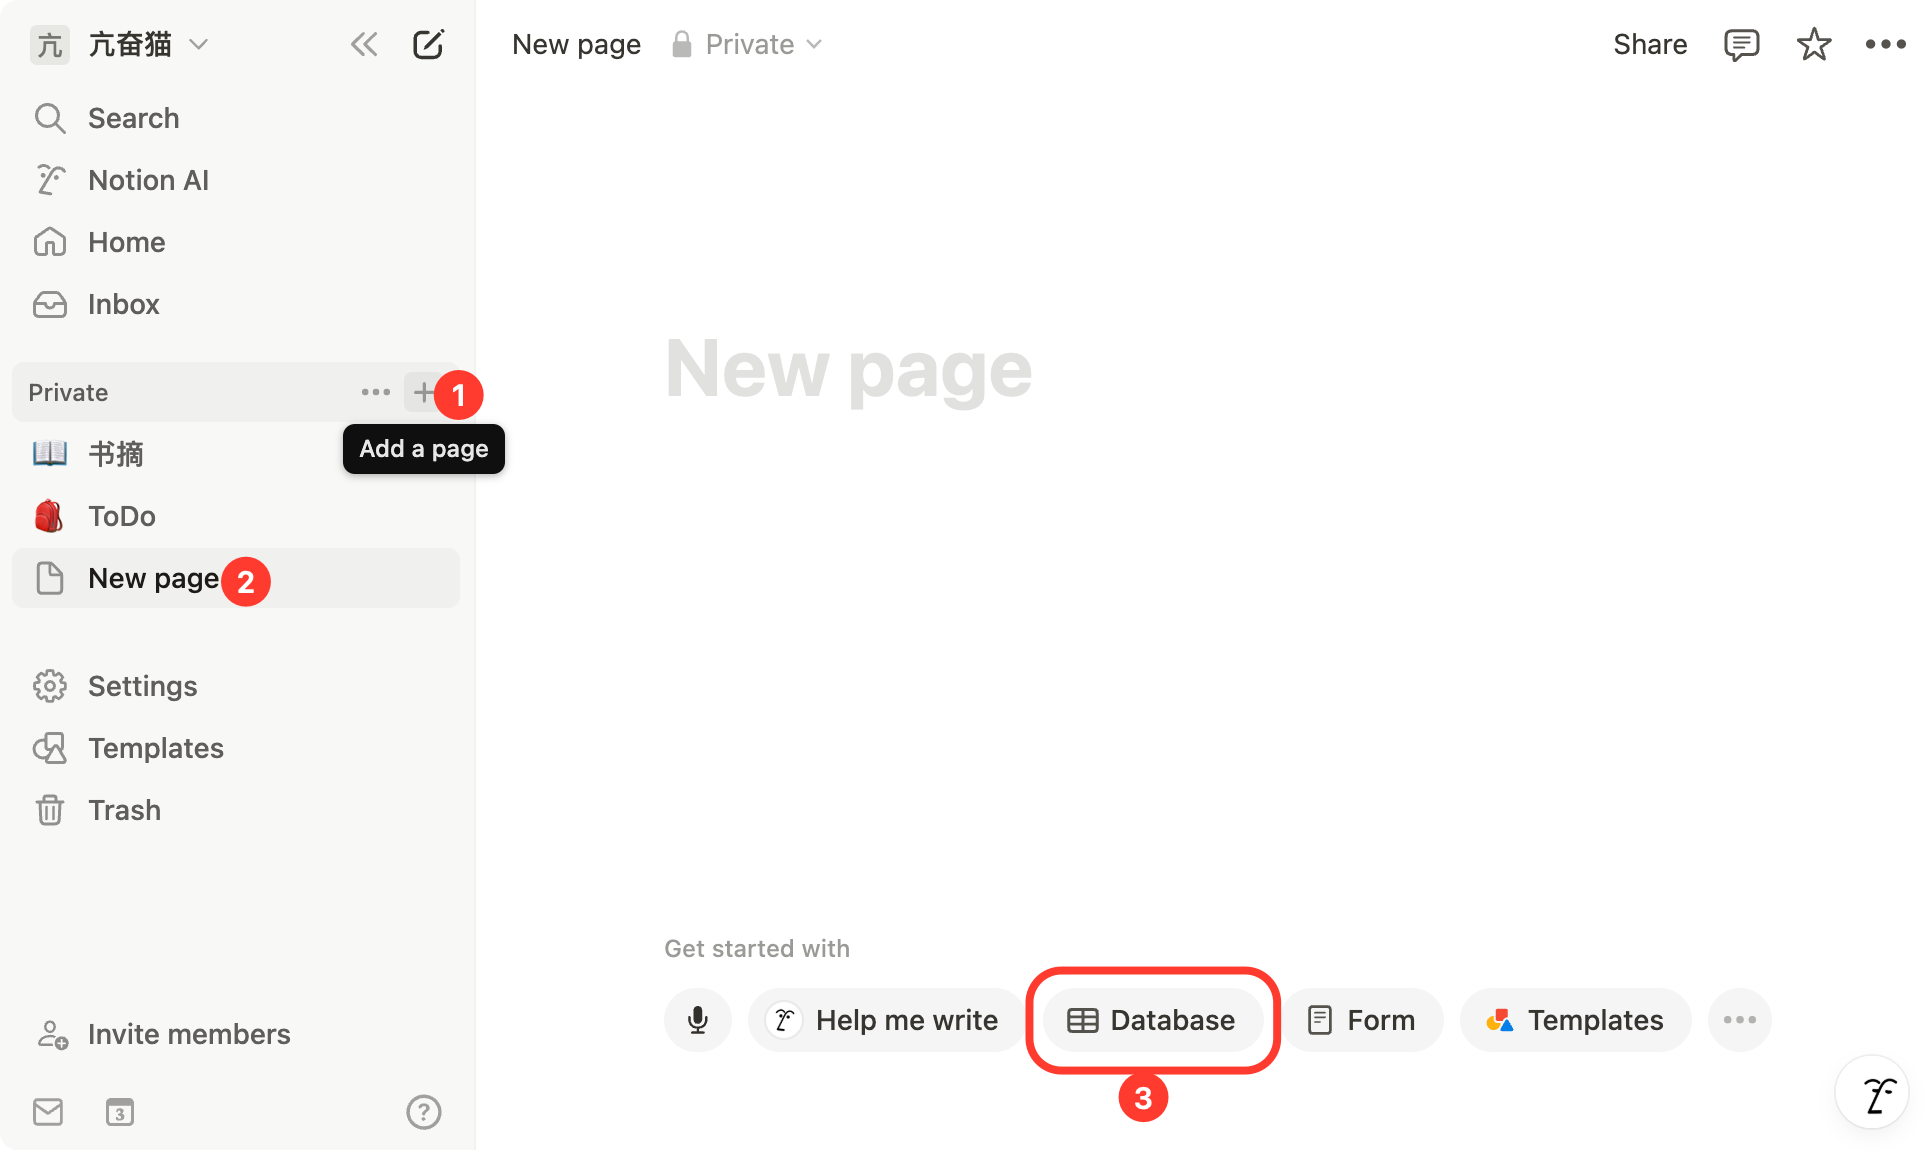 亢 亢奋猫
Search
Notion AI
Home
Inbox
Private
1
Add a page
书摘
ToDo
New page 2
Settings
Templates
Trash
Invite members
3
?
New page Private
Share
New page
Get started with
Help me write
Database
Form
Templates
3